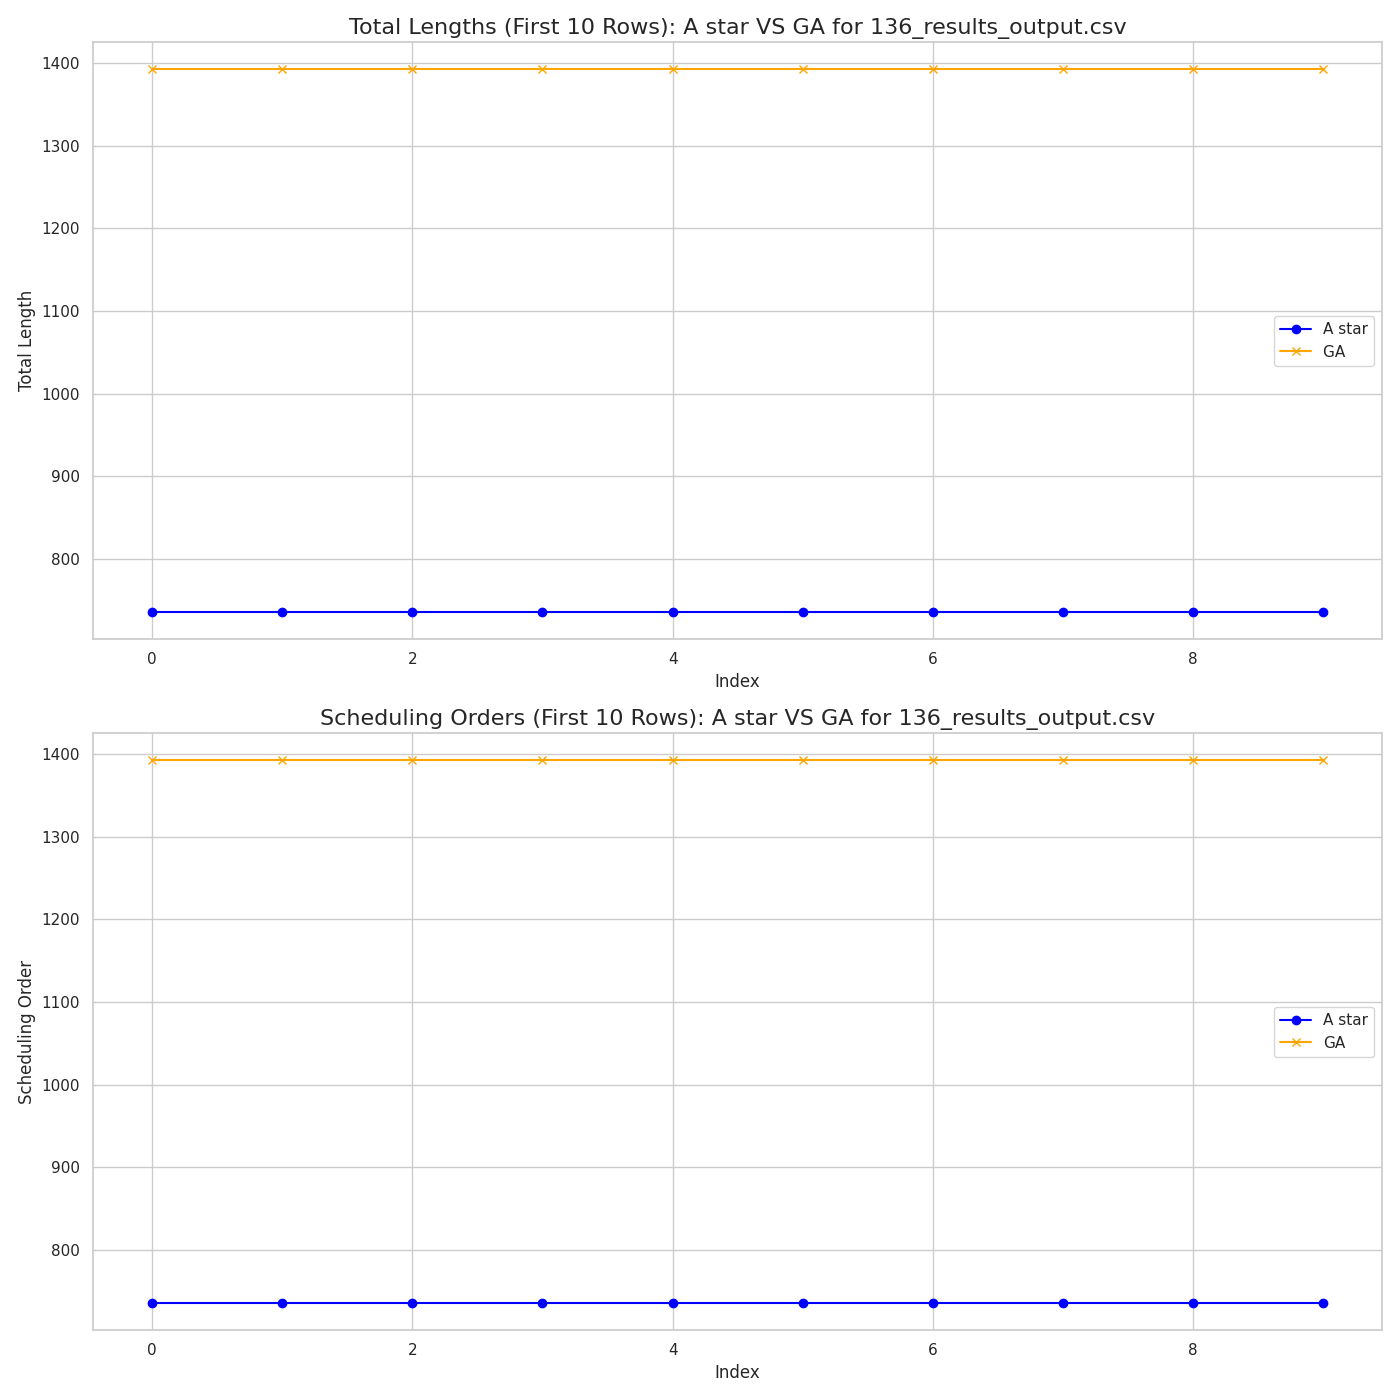 Total Lengths (First 10 Rows): A star VS GA for 136_results_output.csv
1400
1300
1200
1100
1000
900
800
Total Length
A star
GA
0 2 4 6 8
Index
Scheduling Orders (First 10 Rows): A star VS GA for 136_results_output.csv
1400
1300
1200
1100
1000
900
800
Scheduling Order
A star
GA
0 2 4 6 8
Index